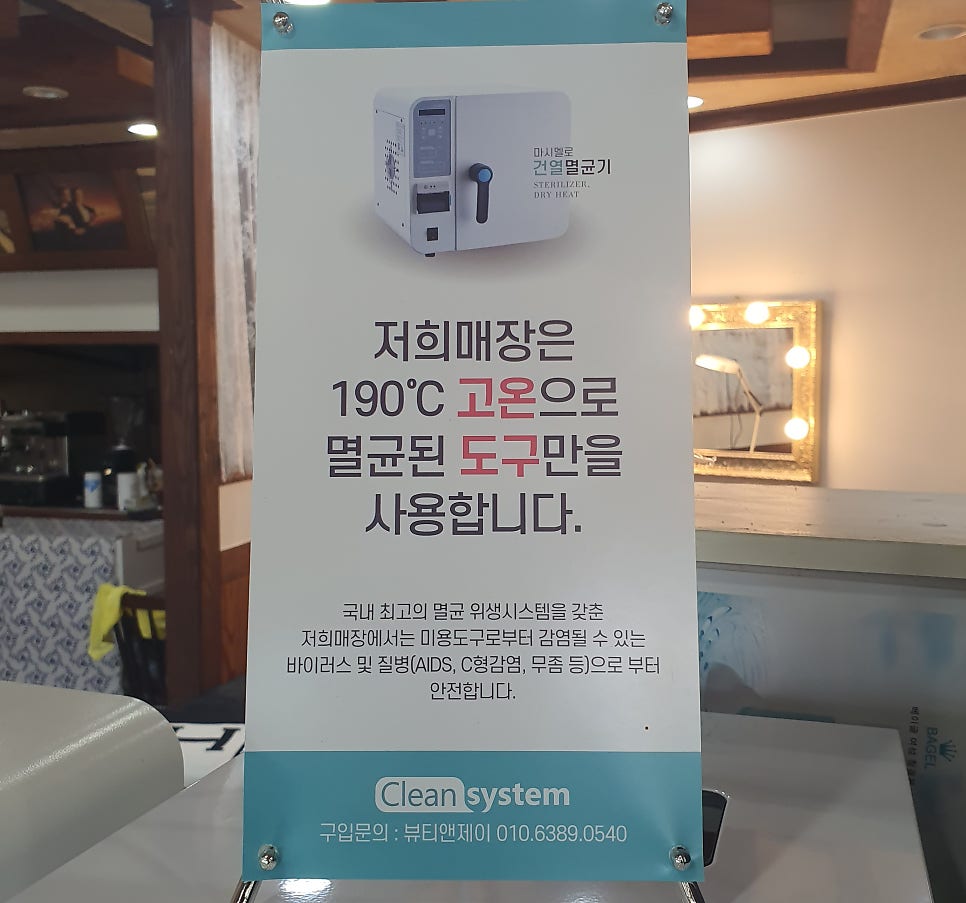 마시멜로
건열멸균기
STERILIZER,
DRY HEAT
저희매장은
190℃ 고온으로
멸균된 도구만을
사용합니다.
국내 최고의 멸균 위생시스템을 갖춘
저희매장에서는 미용도구로부터 감염될 수 있는
바이러스 및 질병(AIDS, C형감염, 무좀 등)으로 부터
안전합니다.
Clean system
구입문의 : 뷰티앤제이 010.6389.0540
BAGEL